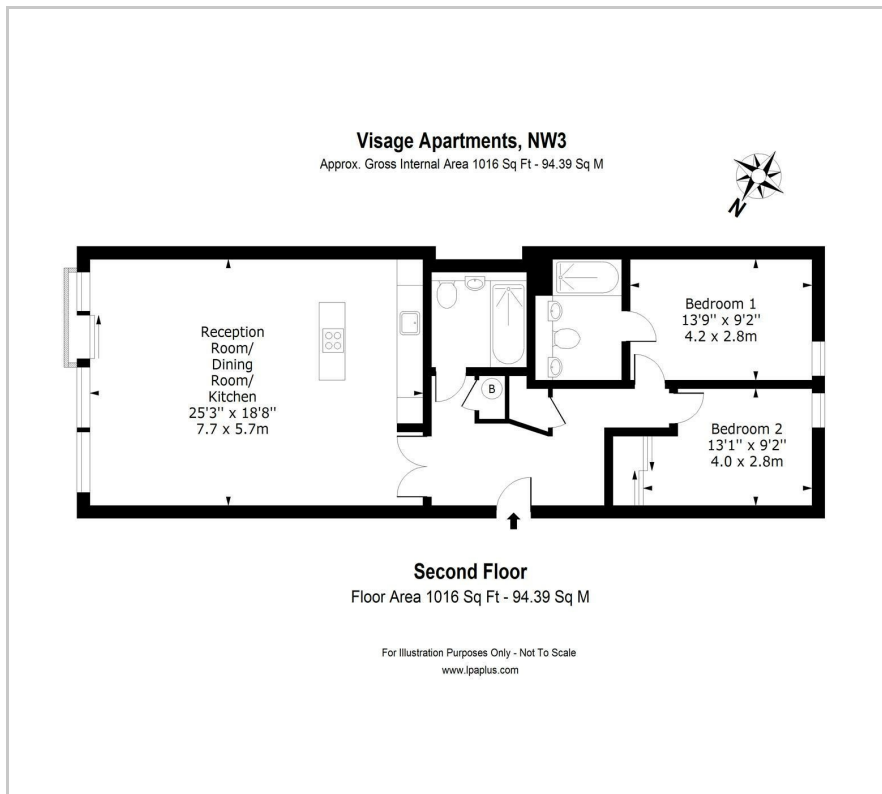 Visage Apartments, NW3
Approx. Gross Internal Area 1016 Sq Ft - 94.39 Sq M
N
Reception
Room/
Dining
Room/
Kitchen
25'3'' x 18'8''
7.7 x 5.7m
B
Bedroom 1
13'9'' x 9'2''
4.2 x 2.8m
Bedroom 2
13'1'' x 9'2''
4.0 x 2.8m
Second Floor
Floor Area 1016 Sq Ft - 94.39 Sq M
For Illustration Purposes Only - Not To Scale
www.lpaplus.com